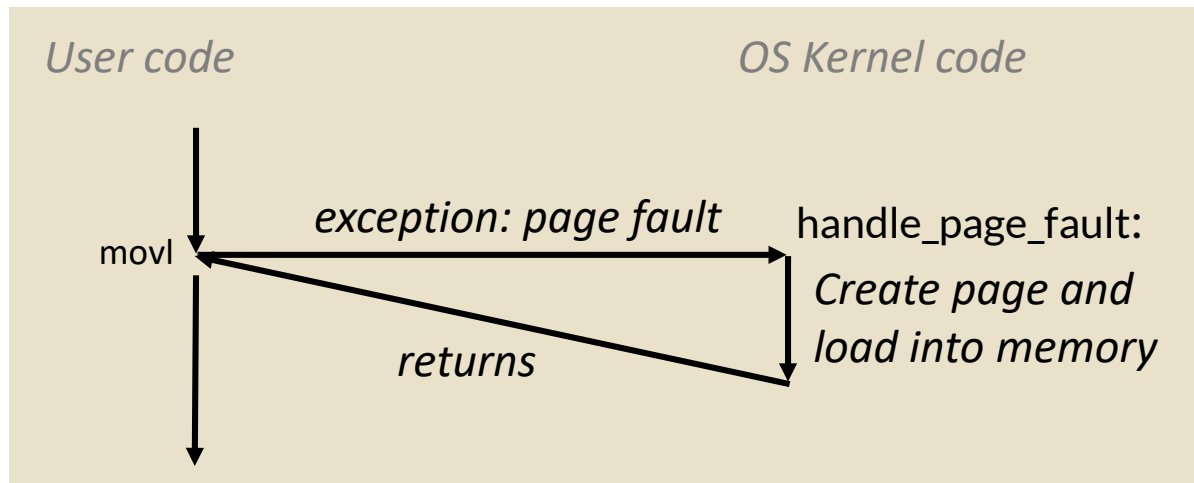 User code
OS Kernel code
exception: page fault
handle_page_fault:
movl
Create page and
load into memory
returns